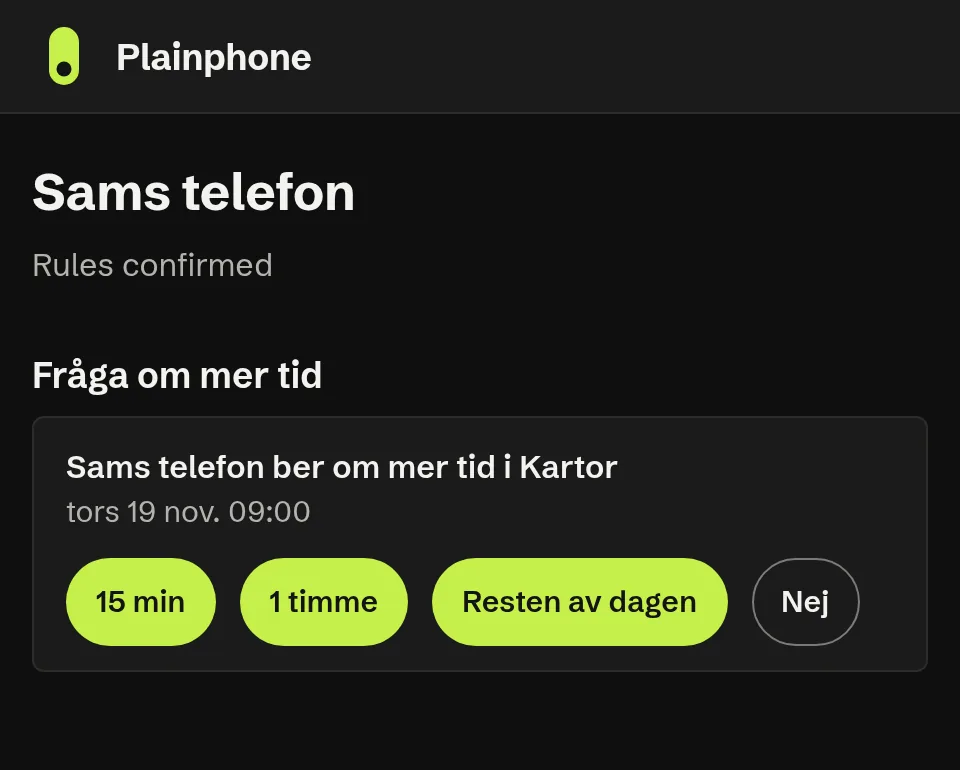 Plainphone
Sams telefon
Rules confirmed
Fråga om mer tid
Sams telefon ber om mer tid i Kartor
tors 19 nov. 09:00
15 min
1 timme
Resten av dagen
Nej